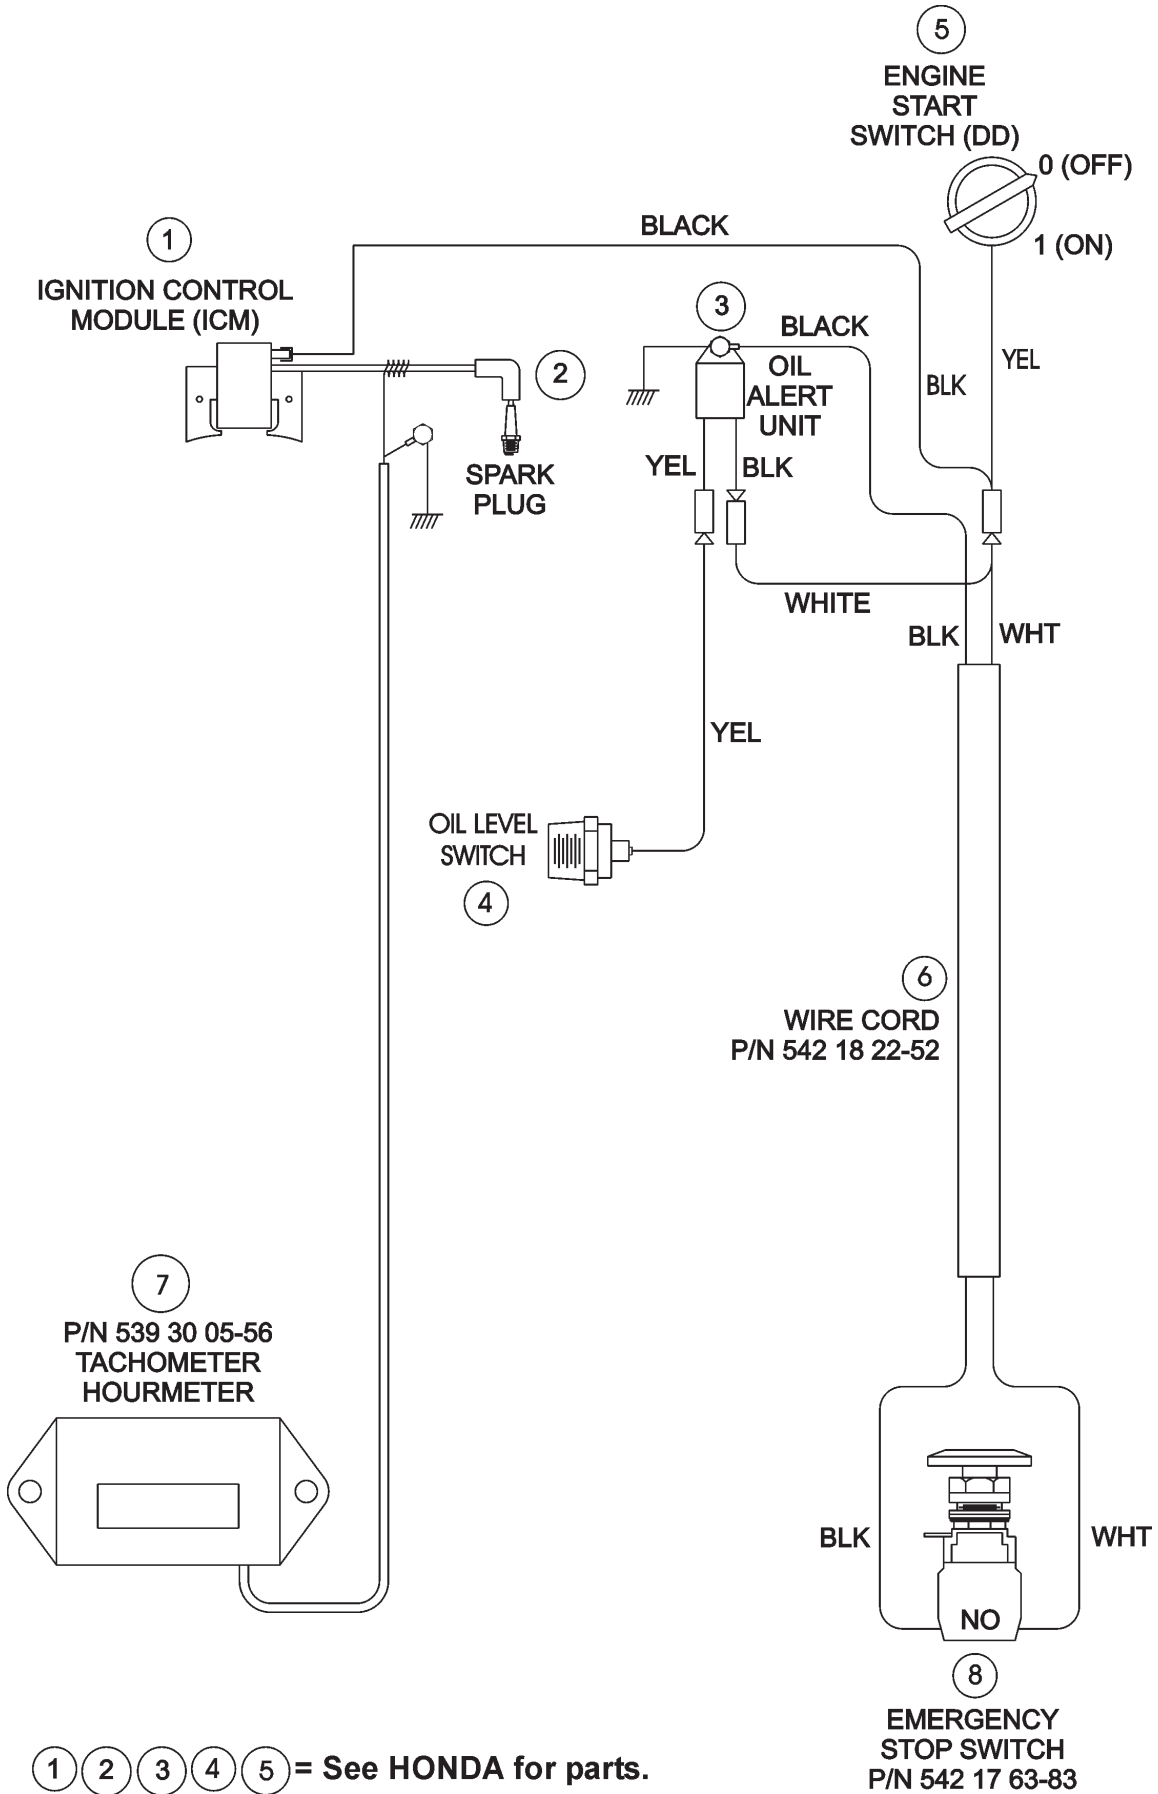 5
ENGINE
START
SWITCH (DD)
0 (OFF)
1 (ON)
BLACK
1
IGNITION CONTROL
MODULE (ICM)
3
BLACK
OIL
ALERT
UNIT
YEL
BLK
2
SPARK
PLUG
YEL
BLK
WHITE
BLK
WHT
YEL
OIL LEVEL
SWITCH
4
6
WIRE CORD
P/N 542 18 22-52
7
P/N 539 30 05-56
TACHOMETER
HOURMETER
BLK
WHT
NO
8
EMERGENCY
STOP SWITCH
P/N 542 17 63-83
1 2 3 4 5 = See HONDA for parts.